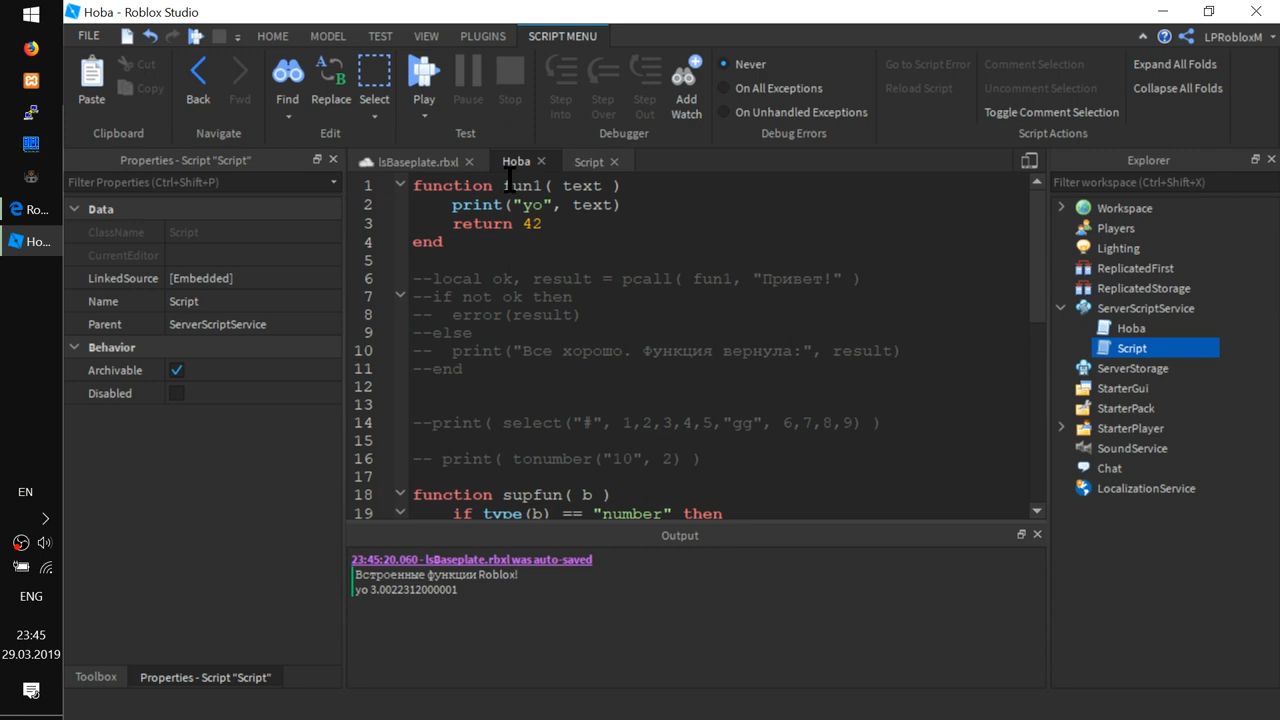 Hoba - Roblox Studio
FILE
HOME
MODEL
TEST
VIEW
PLUGINS
SCRIPT MENU
LPRobloxM
Paste
Cut
Copy
Clipboard
Back
Fwd
Navigate
Find
Replace
Select
Edit
Play
Pause
Stop
Test
Step Into
Step Over
Step Out
Add Watch
Debugger
Never
On All Exceptions
On Unhandled Exceptions
Debug Errors
Go to Script Error
Reload Script
Comment Selection
Uncomment Selection
Toggle Comment Selection
Expand All Folds
Collapse All Folds
Script Actions
Ro...
Ho...
EN
ENG
23:45
29.03.2019
Properties - Script "Script"
Filter Properties (Ctrl+Shift+P)
Data
ClassName Script
CurrentEditor
LinkedSource [Embedded]
Name Script
Parent ServerScriptService
Behavior
Archivable
Disabled
Toolbox
Properties - Script "Script"
lsBaseplate.rbxl
Hoba
Script
1 function fun1( text )
2 print("yo", text)
3 return 42
4 end
5
6 --local ok, result = pcall( fun1, "Привет!" )
7 --if not ok then
8 -- error(result)
9 --else
10 -- print("Все хорошо. Функция вернула:", result)
11 --end
12
13
14 --print( select("#", 1,2,3,4,5,"gg", 6,7,8,9) )
15
16 -- print( tonumber("10", 2) )
17
18 function supfun( b )
19 if type(b) == "number" then
Output
23:45:20.060 - lsBaseplate.rbxl was auto-saved
Встроенные функции Roblox!
yo 3.0022312000001
Explorer
Filter workspace (Ctrl+Shift+X)
Workspace
Players
Lighting
ReplicatedFirst
ReplicatedStorage
ServerScriptService
Hoba
Script
ServerStorage
StarterGui
StarterPack
StarterPlayer
SoundService
Chat
LocalizationService